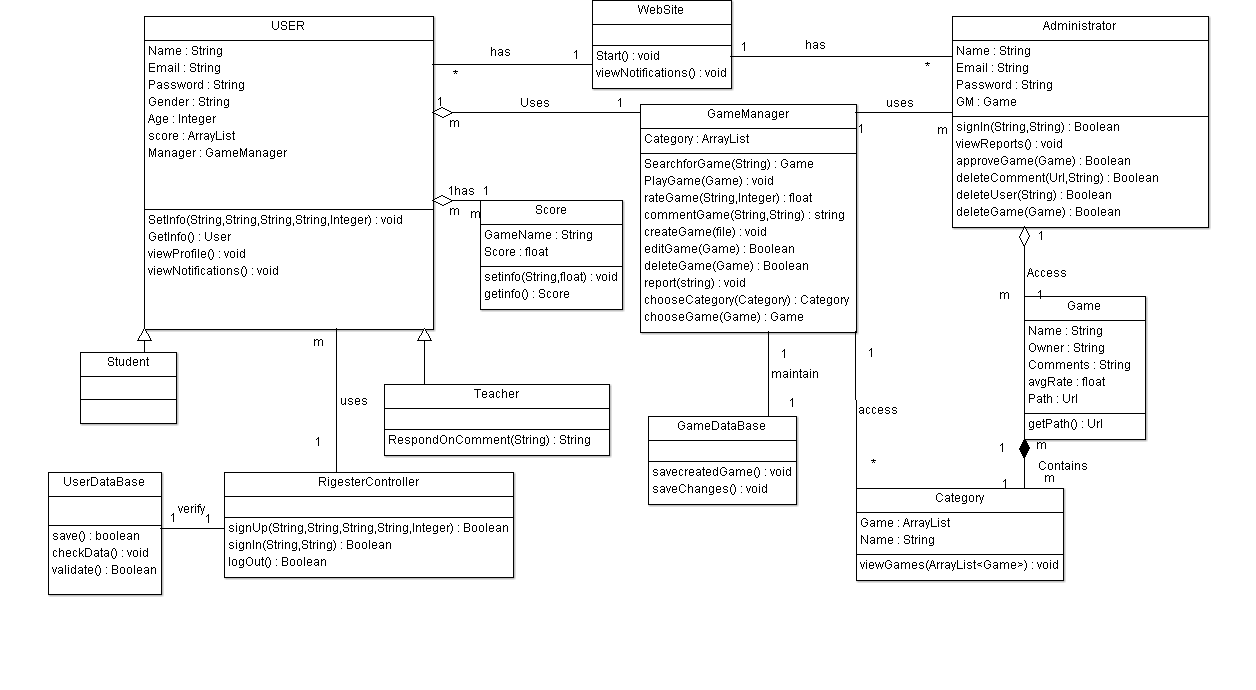 USER
Name : String
Email : String
Password : String
Gender : String
Age : Integer
score : ArrayList
Manager : GameManager
SetInfo(String,String,String,String,Integer) : void
GetInfo() : User
viewProfile() : void
viewNotifications() : void
has
1
*
WebSite
Start() : void
viewNotifications() : void
1
has
*
Administrator
Name : String
Email : String
Password : String
GM : Game
signIn(String,String) : Boolean
viewReports() : void
approveGame(Game) : Boolean
deleteComment(Url,String) : Boolean
deleteUser(String) : Boolean
deleteGame(Game) : Boolean
1
Uses
1
m
GameManager
Category : ArrayList
SearchforGame(String) : Game
PlayGame(Game) : void
rateGame(String,Integer) : float
commentGame(String,String) : string
createGame(file) : void
editGame(Game) : Boolean
deleteGame(Game) : Boolean
report(string) : void
chooseCategory(Category) : Category
chooseGame(Game) : Game
uses
1
m
1has 1
m
m
Score
GameName : String
Score : float
setinfo(String,float) : void
getinfo() : Score
1
Access
m
1
Game
Name : String
Owner : String
Comments : String
avgRate : float
Path : Url
getPath() : Url
Student
m
uses
1
Teacher
RespondOnComment(String) : String
1
maintain
1
GameDataBase
savecreatedGame() : void
saveChanges() : void
1
access
*
1
m
Contains
m
1
Category
Game : ArrayList
Name : String
viewGames(ArrayList<Game>) : void
UserDataBase
save() : boolean
checkData() : void
validate() : Boolean
verify
1
1
RigesterController
signUp(String,String,String,String,Integer) : Boolean
signIn(String,String) : Boolean
logOut() : Boolean